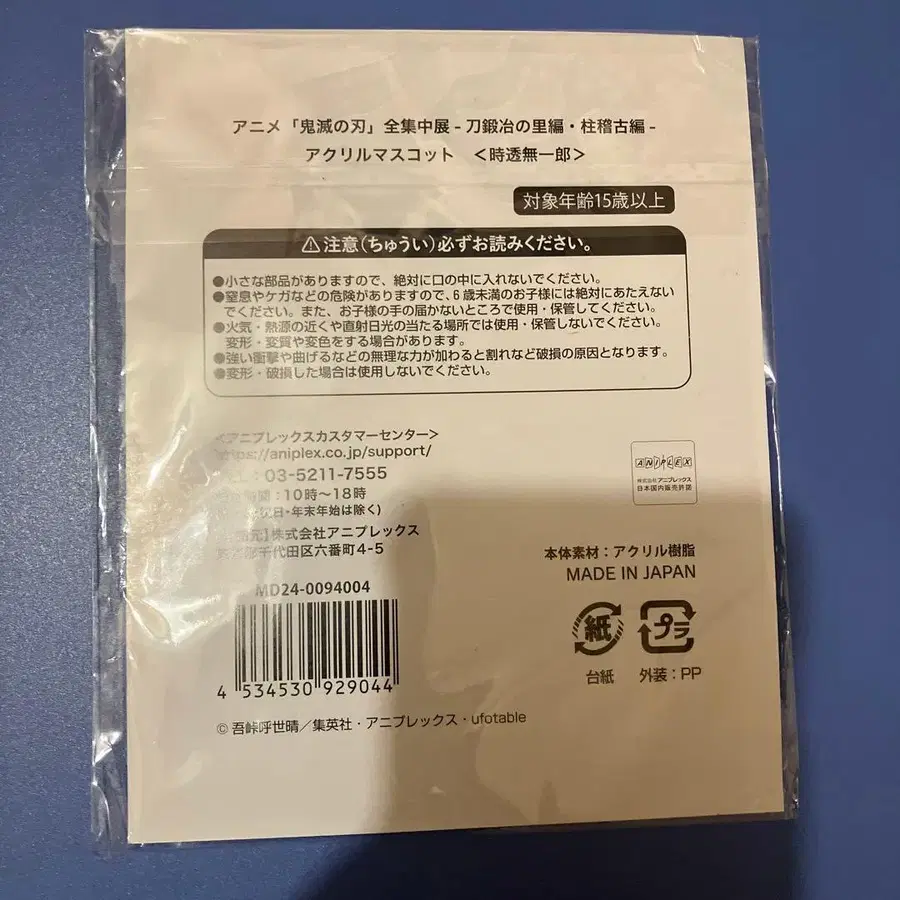 アニメ「鬼滅の刃」全集中展 - 刀鍛冶の里編・柱稽古編 -
アクリルマスコット ＜時透無一郎＞
対象年齢15歳以上
⚠注意（ちゅうい）必ずお読みください。
●小さな部品がありますので、絶対に口の中に入れないでください。
●窒息やケガなどの危険がありますので、6歳未満のお子様には絶対にあたえない
でください。また、お子様の手の届かないところで使用・保管してください。
●火気・熱源の近くや直射日光の当たる場所では使用・保管しないでください。
変形・変質や変色をする場合があります。
●強い衝撃や曲げるなどの無理な力が加わると割れなど破損の原因となります。
●変形・破損した場合は使用しないでください。
＜アニプレックスカスタマーセンター＞
https://aniplex.co.jp/support/
: 03-5211-7555
時間：10時～18時
日・年末年始は除く)
元]株式会社アニプレックス
千代田区六番町4-5
ANIPLEX
株式会社アニプレックス
日本国内販売許諾
本体素材：アクリル樹脂
MADE IN JAPAN
MD24-0094004
4 534530 929044
紙
プラ
台紙 外装：PP
© 吾峠呼世晴／集英社・アニプレックス・ufotable